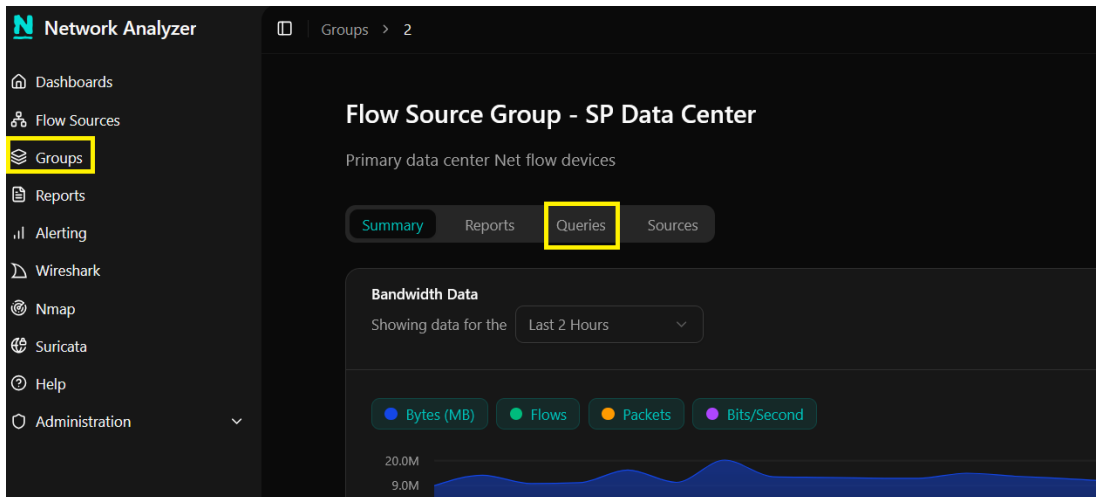 Network Analyzer
Groups > 2
Dashboards
Flow Sources
Groups
Reports
Alerting
Wireshark
Nmap
Suricata
Help
Administration
Flow Source Group - SP Data Center
Primary data center Net flow devices
Summary Reports Queries Sources
Bandwidth Data
Showing data for the Last 2 Hours
Bytes (MB) Flows Packets Bits/Second
20.0M
9.0M